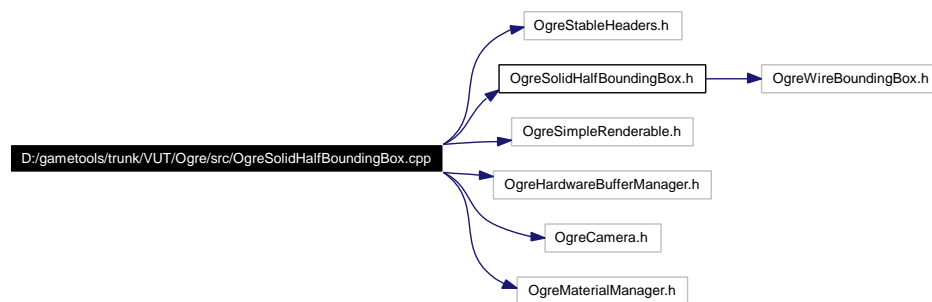 OgreStableHeaders.h
OgreSolidHalfBoundingBox.h
OgreWireBoundingBox.h
OgreSimpleRenderable.h
D:/gametools/trunk/VUT/Ogre/src/OgreSolidHalfBoundingBox.cpp
OgreHardwareBufferManager.h
OgreCamera.h
OgreMaterialManager.h